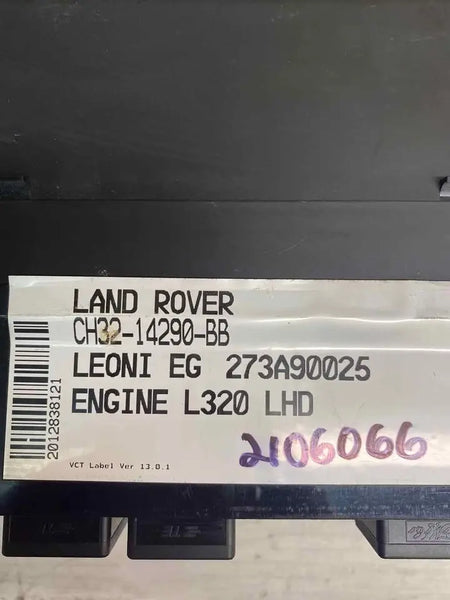 LAND ROVER
CH32-14290-BB
LEONI EG 273A90025
ENGINE L320 LHD
2106066
2012838121
VCT Label Ver 13.0.1